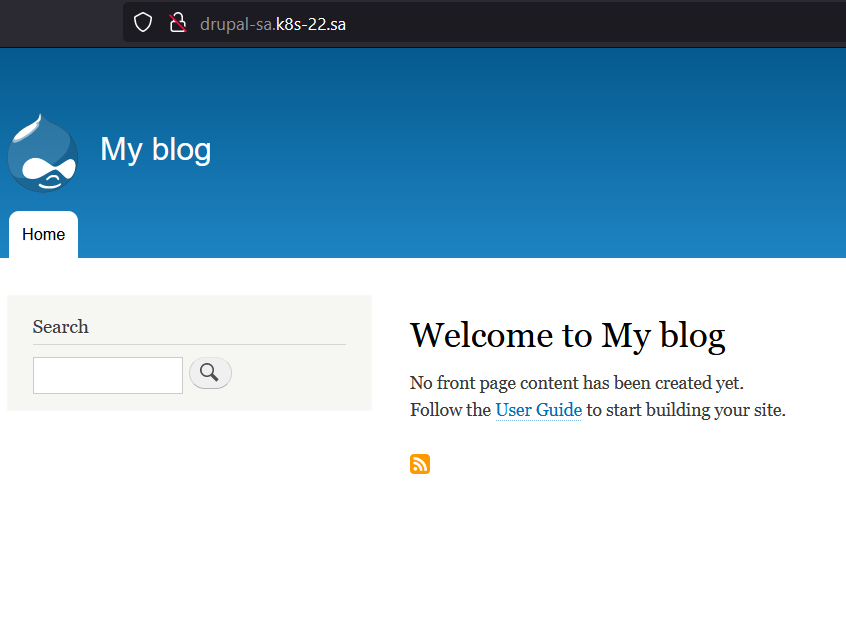 drupal-sa.k8s-22.sa
My blog
Home
Search
Welcome to My blog
No front page content has been created yet.
Follow the User Guide to start building your site.